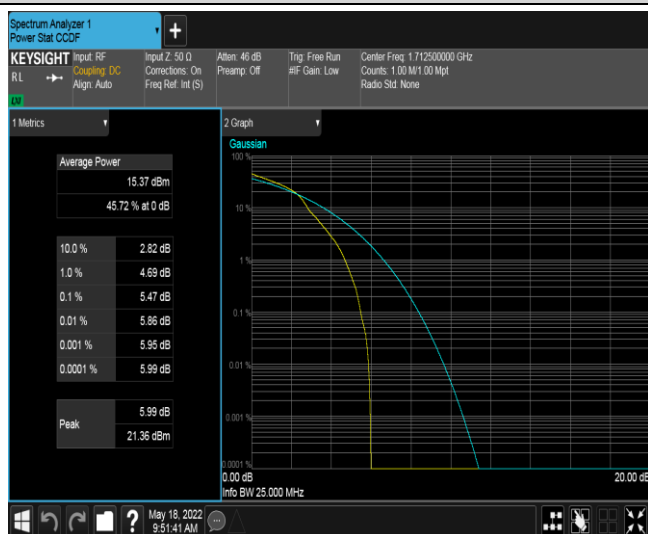 Spectrum Analyzer 1
Power Stat CCDF
+
KEYSIGHT Input: RF Input Z: 50 Ω Atten: 46 dB Trig: Free Run Center Freq: 1.712500000 GHz
RL Coupling: DC Corrections: On Preamp: Off #IF Gain: Low Counts: 1.00 M/1.00 Mpt
Align: Auto Freq Ref: Int (S) Radio Std: None
LXI
1 Metrics
Average Power
15.37 dBm
45.72 % at 0 dB
10.0 % 2.82 dB
1.0 % 4.69 dB
0.1 % 5.47 dB
0.01 % 5.86 dB
0.001 % 5.95 dB
0.0001 % 5.99 dB
Peak 5.99 dB
21.36 dBm
2 Graph
Gaussian
100 %
10 %
1 %
0.1 %
0.01 %
0.001 %
0.0001 %
0.00 dB 20.00 dB
Info BW 25.000 MHz
?
May 18, 2022
9:51:41 AM